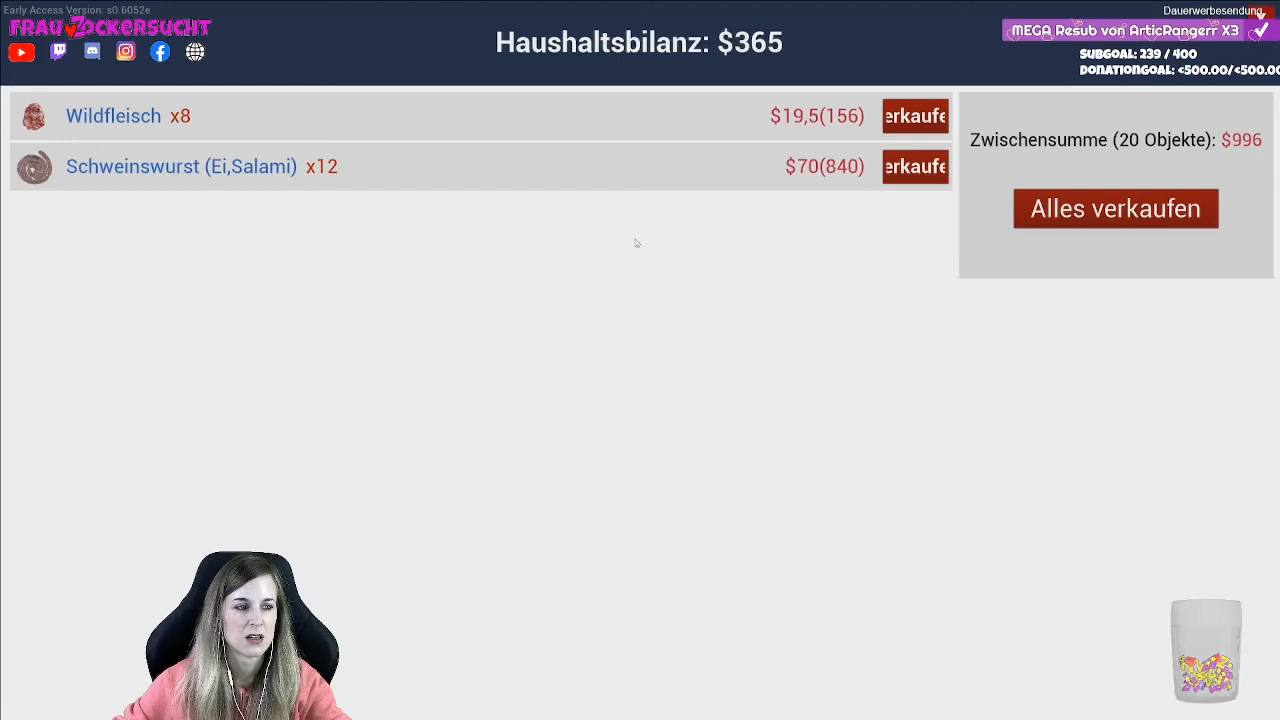 Early Access Version: s0.6052e
FRAU ZOCKERSUCHT
Haushaltsbilanz: $365
Dauerwerbesendung
MEGA Resub von ArticRangerr X3
SUBGOAL: 239 / 400
DONATIONGOAL: €500.00/€500.00
Wildfleisch x8 $19,5(156) erkaufe
Schweinswurst (Ei,Salami) x12 $70(840) erkaufe
Zwischensumme (20 Objekte): $996
Alles verkaufen